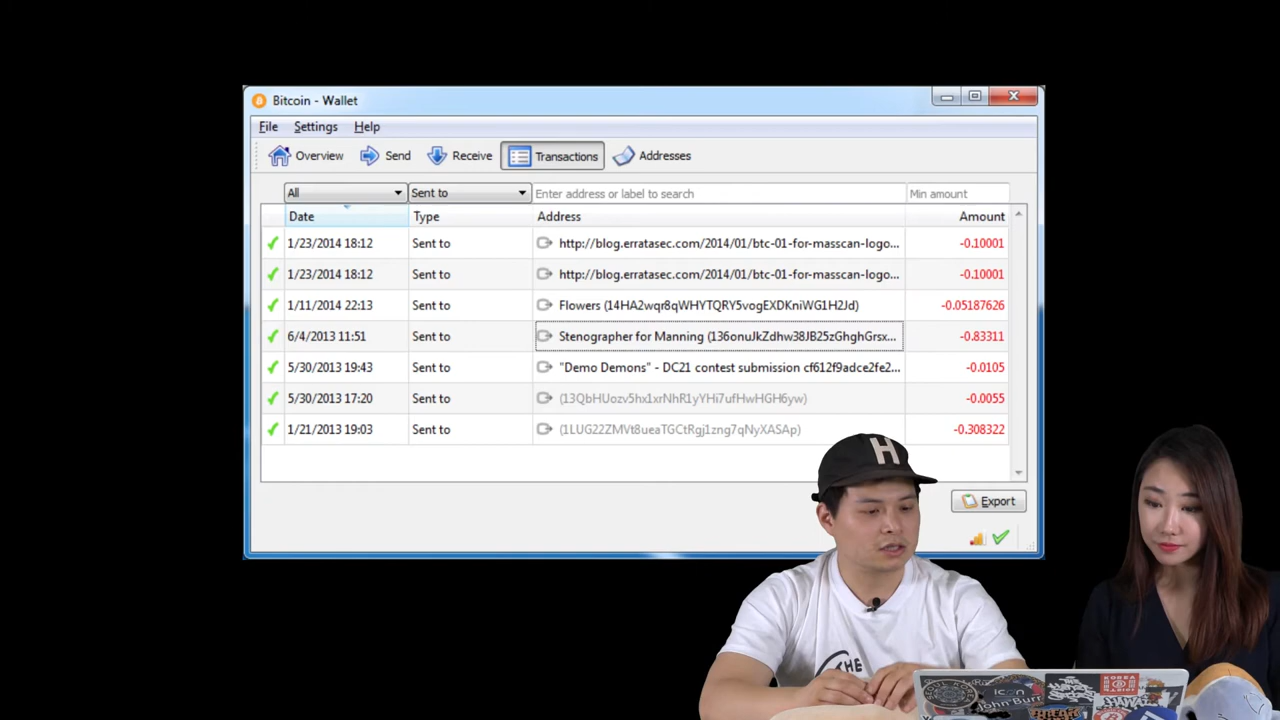 Bitcoin - Wallet
File Settings Help
Overview Send Receive Transactions Addresses
All Sent to Enter address or label to search Min amount
Date Type Address Amount
1/23/2014 18:12 Sent to http://blog.erratasec.com/2014/01/btc-01-for-masscan-logo... -0.10001
1/23/2014 18:12 Sent to http://blog.erratasec.com/2014/01/btc-01-for-masscan-logo... -0.10001
1/11/2014 22:13 Sent to Flowers (14HA2wqr8qWHYTQRY5vogEXDKniWG1H2Jd) -0.05187626
6/4/2013 11:51 Sent to Stenographer for Manning (136onuJkZdhw38JB25zGhghGrsx... -0.83311
5/30/2013 19:43 Sent to "Demo Demons" - DC21 contest submission cf612f9adce2fe2... -0.0105
5/30/2013 17:20 Sent to (13QbHUozv5hx1xrNhR1yYHi7ufHwHGH6yw) -0.0055
1/21/2013 19:03 Sent to (1LUG22ZMVt8ueaTGCtRgj1zng7qNyXASAp) -0.308322
Export
H
THE
KOREA
icon
John Burr
HAWAII